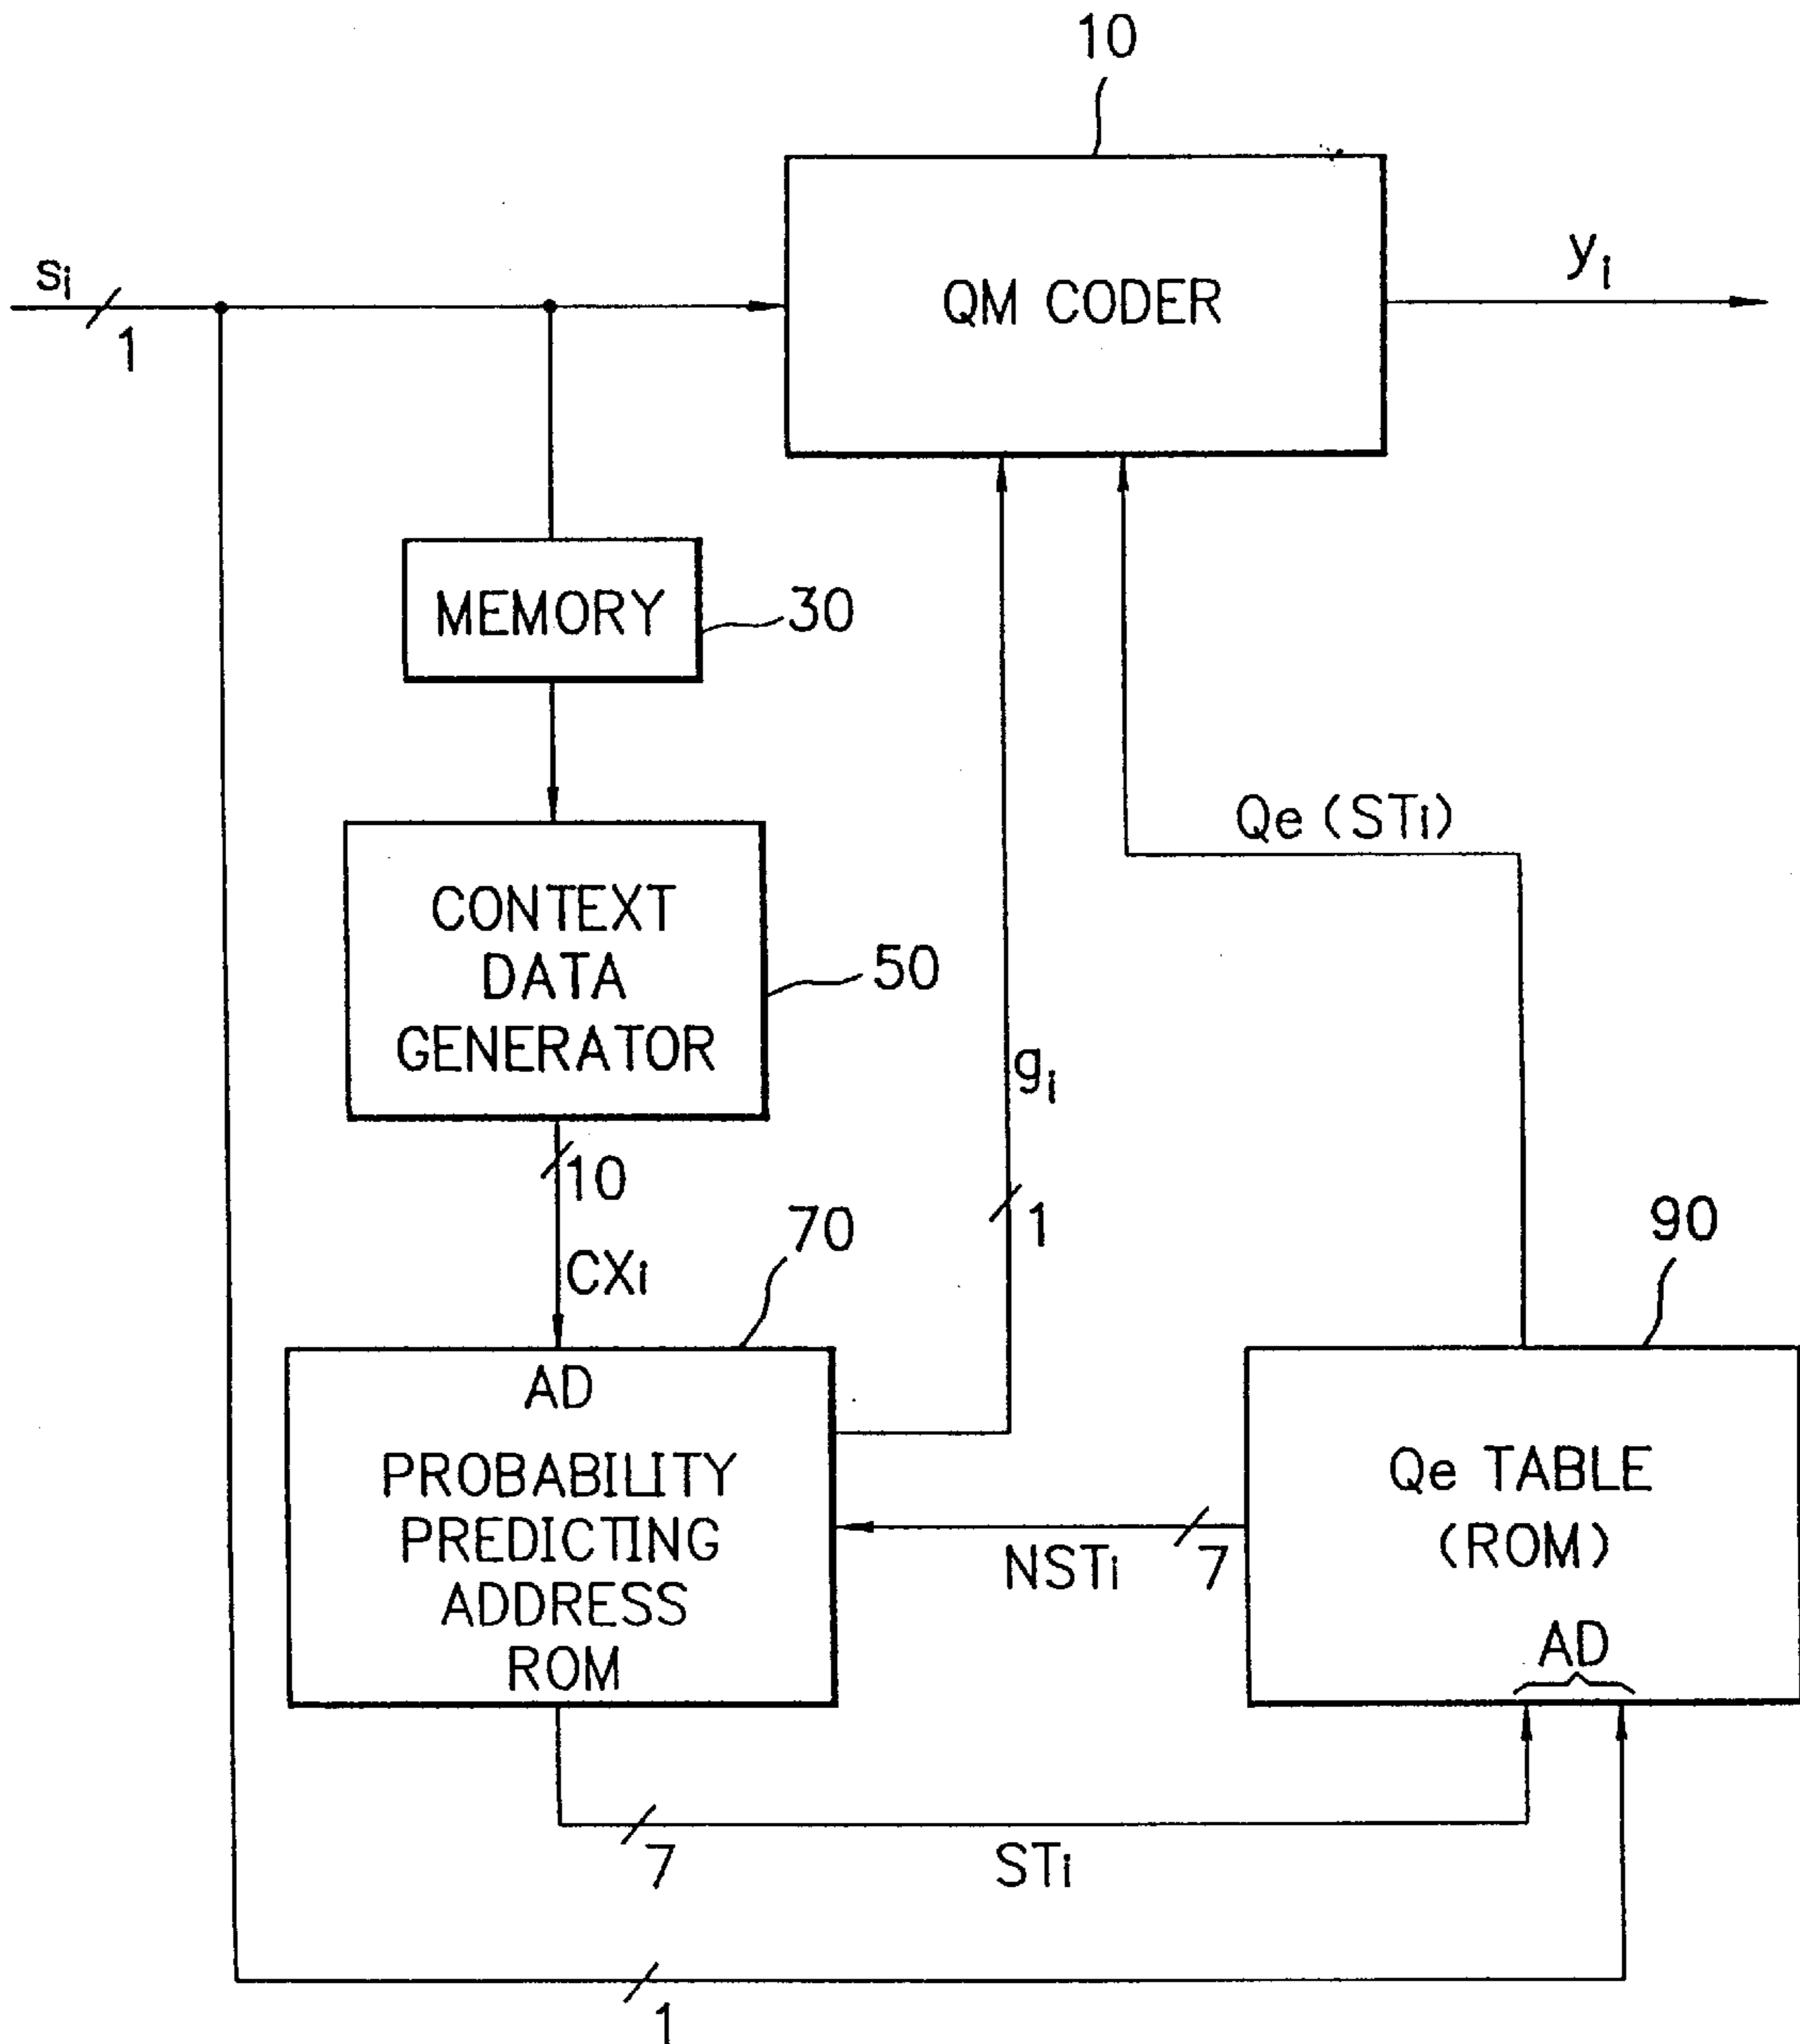 10
si
1
QM CODER
yi
MEMORY
30
Qe (STi)
CONTEXT
DATA
GENERATOR
50
gi
10
1
CXi
70
90
AD
PROBABILITY
PREDICTING
ADDRESS
ROM
Qe TABLE
(ROM)
AD
NSTi
7
7
STi
1